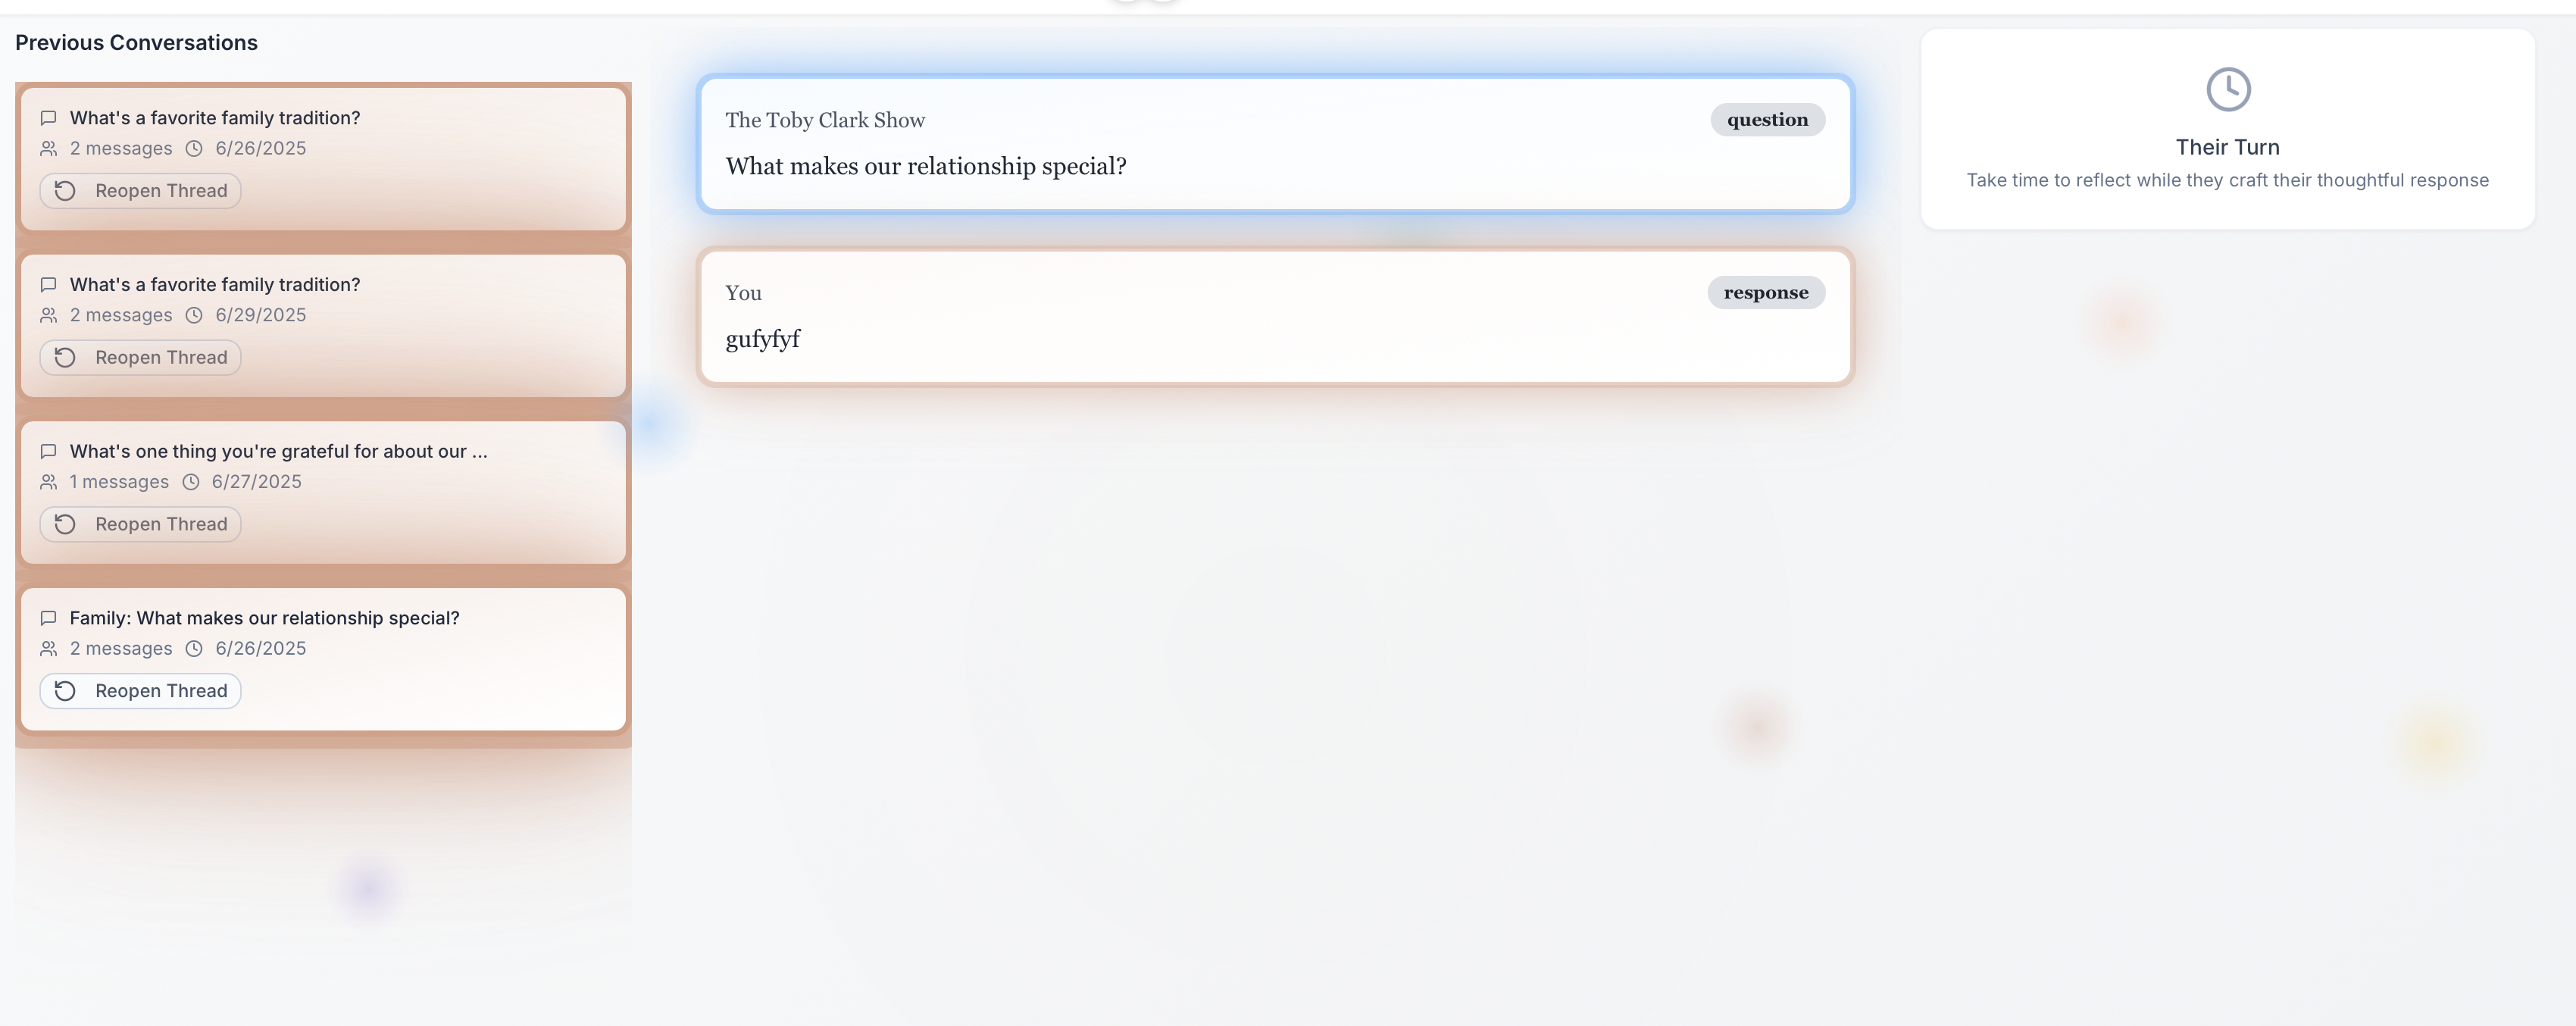 Previous Conversations
What's a favorite family tradition?
2 messages 6/26/2025
Reopen Thread
What's a favorite family tradition?
2 messages 6/29/2025
Reopen Thread
What's one thing you're grateful for about our ...
1 messages 6/27/2025
Reopen Thread
Family: What makes our relationship special?
2 messages 6/26/2025
Reopen Thread
The Toby Clark Show question
What makes our relationship special?
You response
gufyfyf
Their Turn
Take time to reflect while they craft their thoughtful response